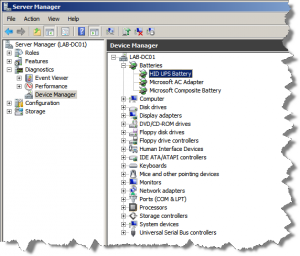 Server Manager
File Action View Help
Server Manager (LAB-DC01)
Roles
Features
Diagnostics
Event Viewer
Performance
Device Manager
Configuration
Storage
Device Manager
LAB-DC01
Batteries
HID UPS Battery
Microsoft AC Adapter
Microsoft Composite Battery
Computer
Disk drives
Display adapters
DVD/CD-ROM drives
Floppy disk drives
Floppy drive controllers
Human Interface Devices
IDE ATA/ATAPI controllers
Keyboards
Mice and other pointing devices
Monitors
Network adapters
Ports (COM & LPT)
Processors
Storage controllers
System devices
Universal Serial Bus controllers